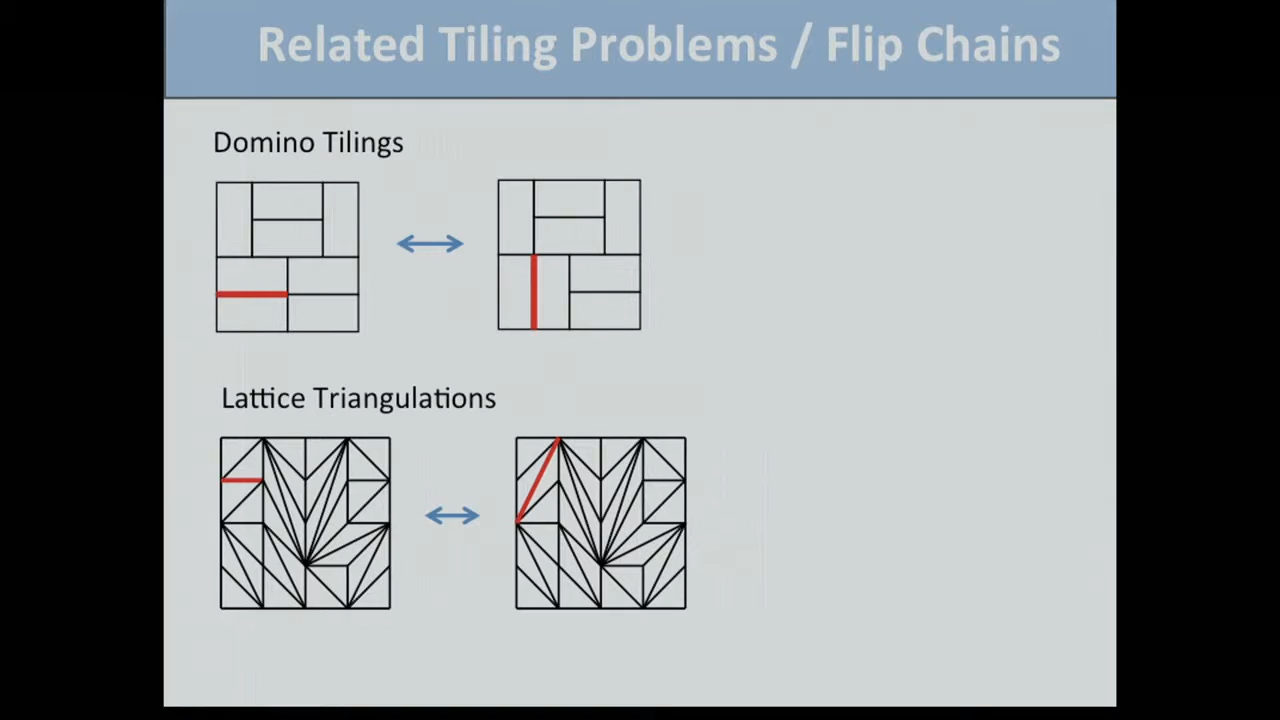 Related Tiling Problems / Flip Chains
Domino Tilings
Lattice Triangulations